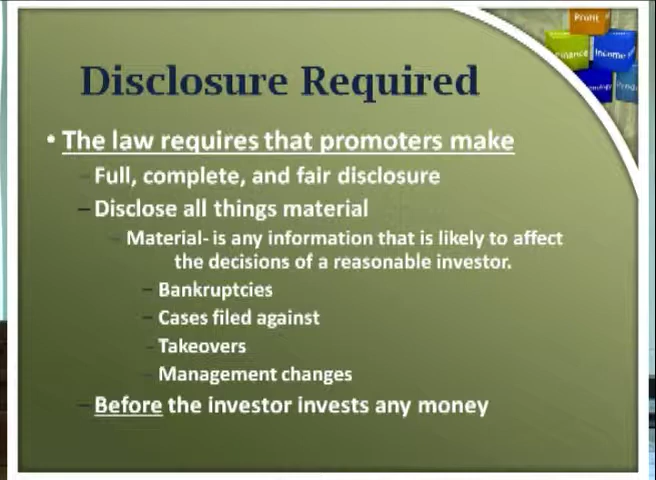 Profit
Income
Disclosure Required
• The law requires that promoters make
– Full, complete, and fair disclosure
– Disclose all things material
– Material- is any information that is likely to affect
the decisions of a reasonable investor.
– Bankruptcies
– Cases filed against
– Takeovers
– Management changes
– Before the investor invests any money